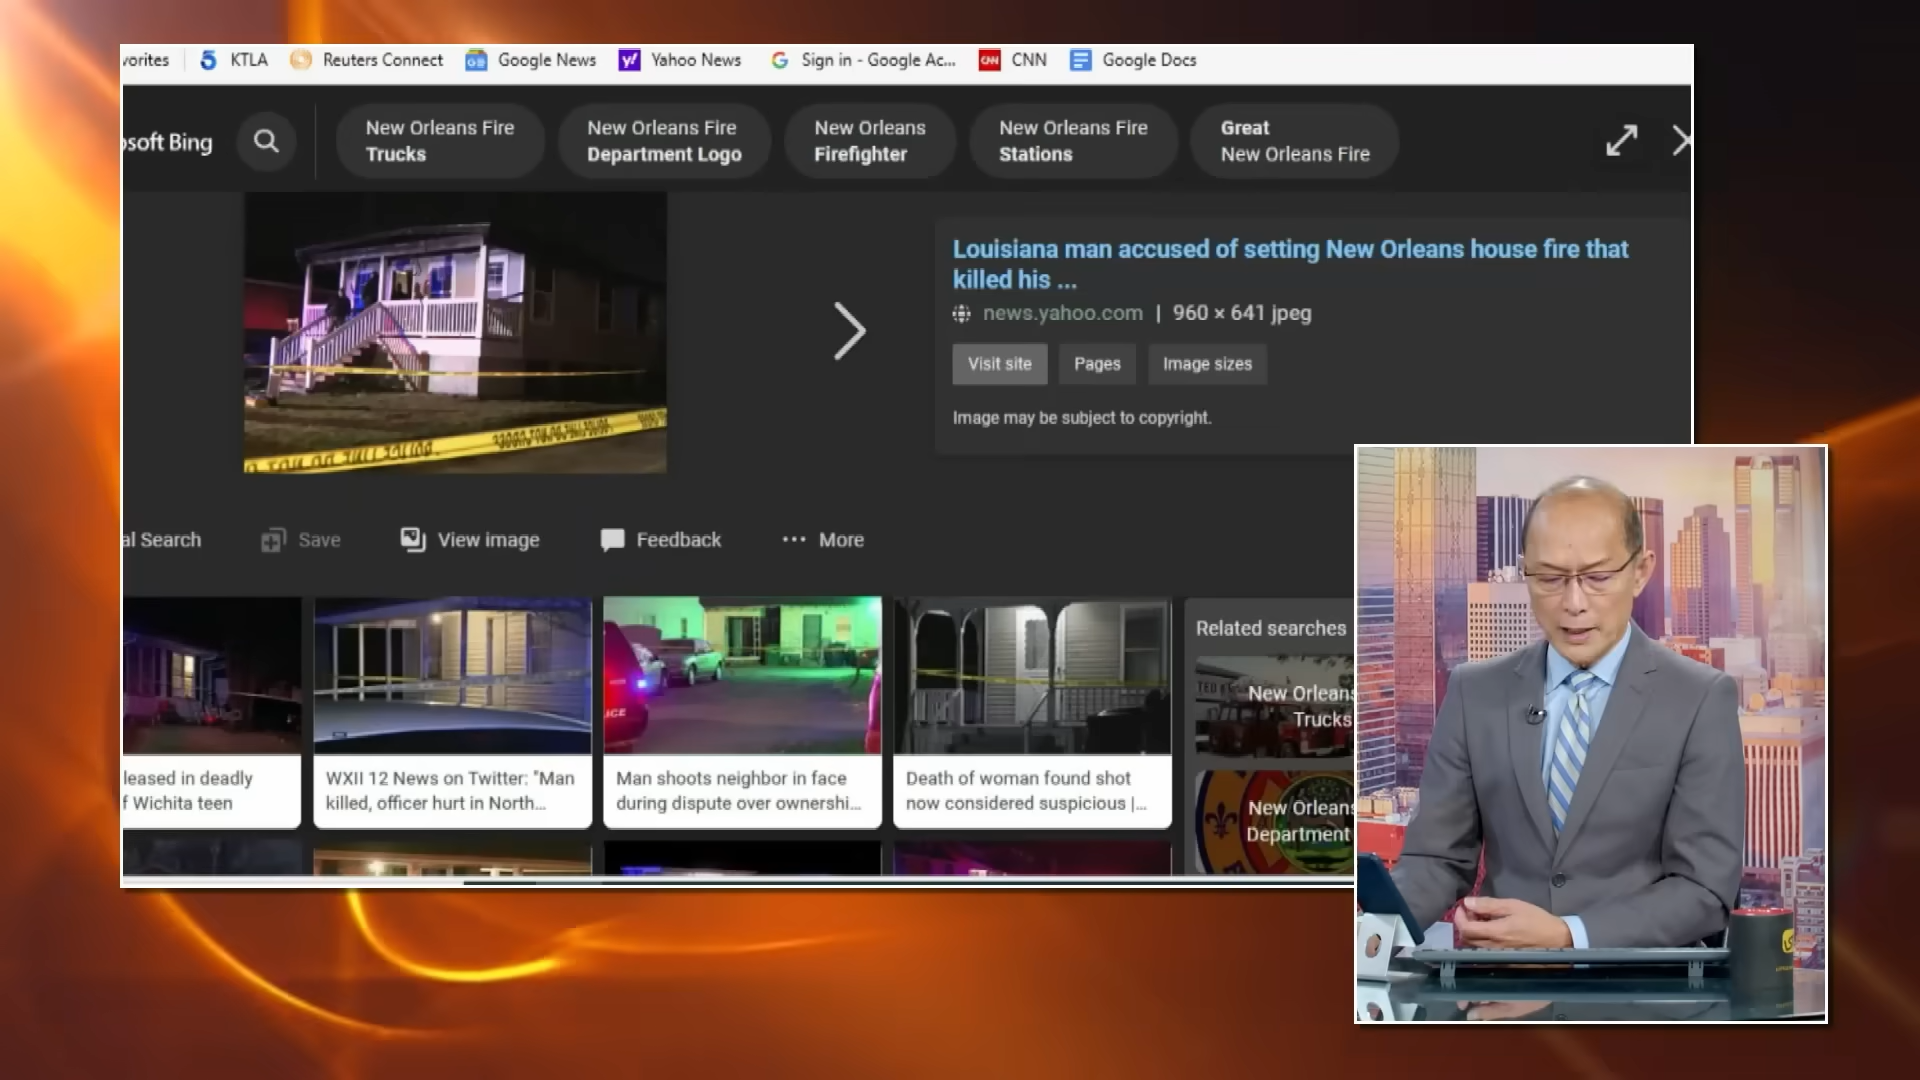 vorites
KTLA
Reuters Connect
Google News
Yahoo News
Sign in - Google Ac...
CNN
Google Docs
osoft Bing
New Orleans Fire
Trucks
New Orleans Fire
Department Logo
New Orleans
Firefighter
New Orleans Fire
Stations
Great
New Orleans Fire
Louisiana man accused of setting New Orleans house fire that
killed his ...
news.yahoo.com | 960 × 641 jpeg
Visit site
Pages
Image sizes
Image may be subject to copyright.
al Search
Save
View image
Feedback
More
Related searches
New Orleans
Trucks
New Orleans
Department
ICE
leased in deadly
f Wichita teen
WXII 12 News on Twitter: "Man
killed, officer hurt in North...
Man shoots neighbor in face
during dispute over ownershi...
Death of woman found shot
now considered suspicious |...